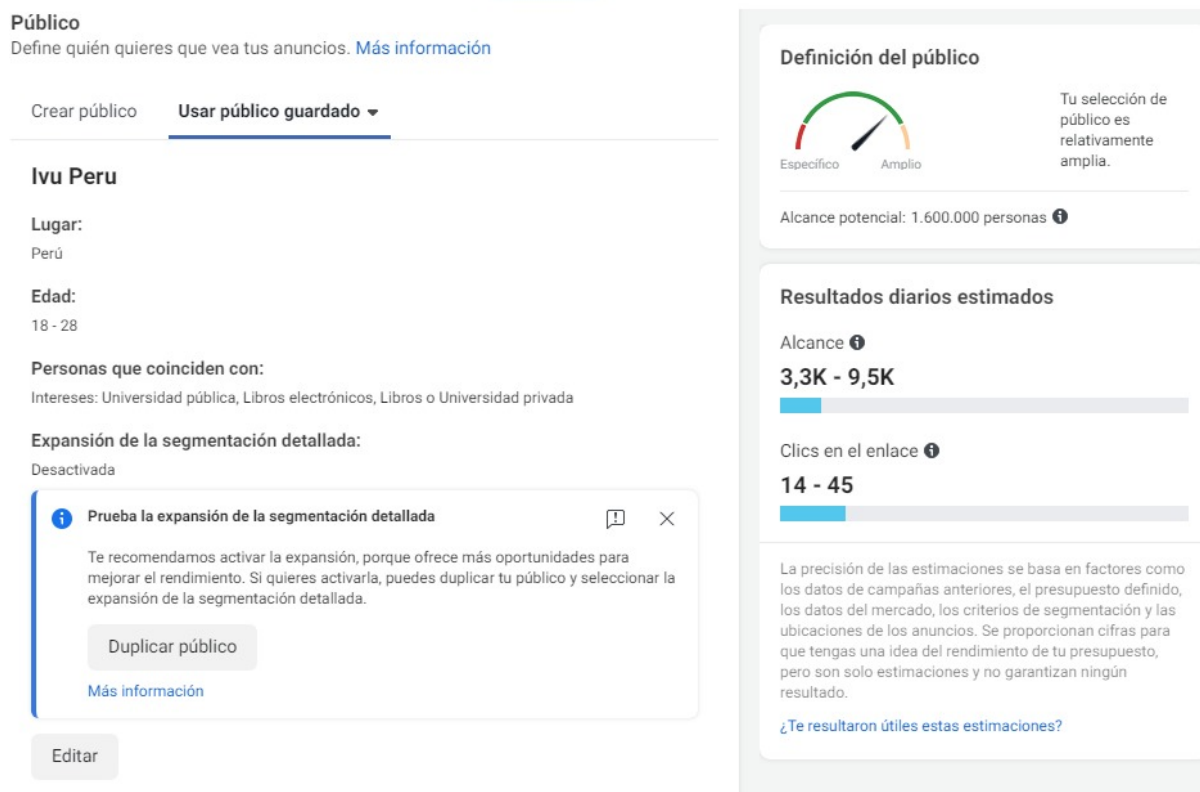 Público
Define quién quieres que vea tus anuncios. Más información
Crear público
Usar público guardado
Ivu Peru
Lugar:
Perú
Edad:
18 - 28
Personas que coinciden con:
Intereses: Universidad pública, Libros electrónicos, Libros o Universidad privada
Expansión de la segmentación detallada:
Desactivada
Prueba la expansión de la segmentación detallada
Te recomendamos activar la expansión, porque ofrece más oportunidades para
mejorar el rendimiento. Si quieres activarla, puedes duplicar tu público y seleccionar la
expansión de la segmentación detallada.
Duplicar público
Más información
Editar
Definición del público
Específico
Amplio
Tu selección de
público es
relativamente
amplia.
Alcance potencial: 1.600.000 personas
Resultados diarios estimados
Alcance
3,3K - 9,5K
Clics en el enlace
14 - 45
La precisión de las estimaciones se basa en factores como
los datos de campañas anteriores, el presupuesto definido,
los datos del mercado, los criterios de segmentación y las
ubicaciones de los anuncios. Se proporcionan cifras para
que tengas una idea del rendimiento de tu presupuesto,
pero son solo estimaciones y no garantizan ningún
resultado.
¿Te resultaron útiles estas estimaciones?